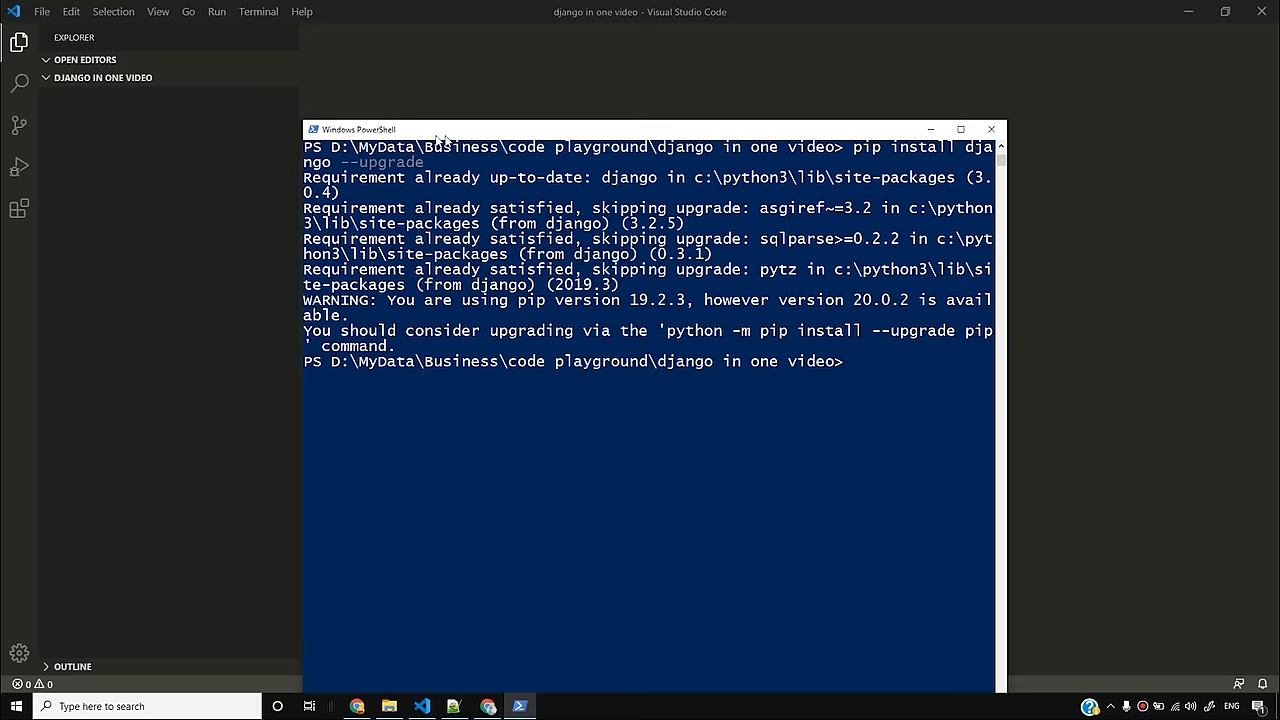 File Edit Selection View Go Run Terminal Help
django in one video - Visual Studio Code
EXPLORER
OPEN EDITORS
DJANGO IN ONE VIDEO
Windows PowerShell
PS D:\MyData\Business\code playground\django in one video> pip install dja
ngo --upgrade
Requirement already up-to-date: django in c:\python3\lib\site-packages (3.
0.4)
Requirement already satisfied, skipping upgrade: asgiref~=3.2 in c:\python
3\lib\site-packages (from django) (3.2.5)
Requirement already satisfied, skipping upgrade: sqlparse>=0.2.2 in c:\pyt
hon3\lib\site-packages (from django) (0.3.1)
Requirement already satisfied, skipping upgrade: pytz in c:\python3\lib\si
te-packages (from django) (2019.3)
WARNING: You are using pip version 19.2.3, however version 20.0.2 is avail
able.
You should consider upgrading via the 'python -m pip install --upgrade pip
' command.
PS D:\MyData\Business\code playground\django in one video>
OUTLINE
0 0
Type here to search
ENG